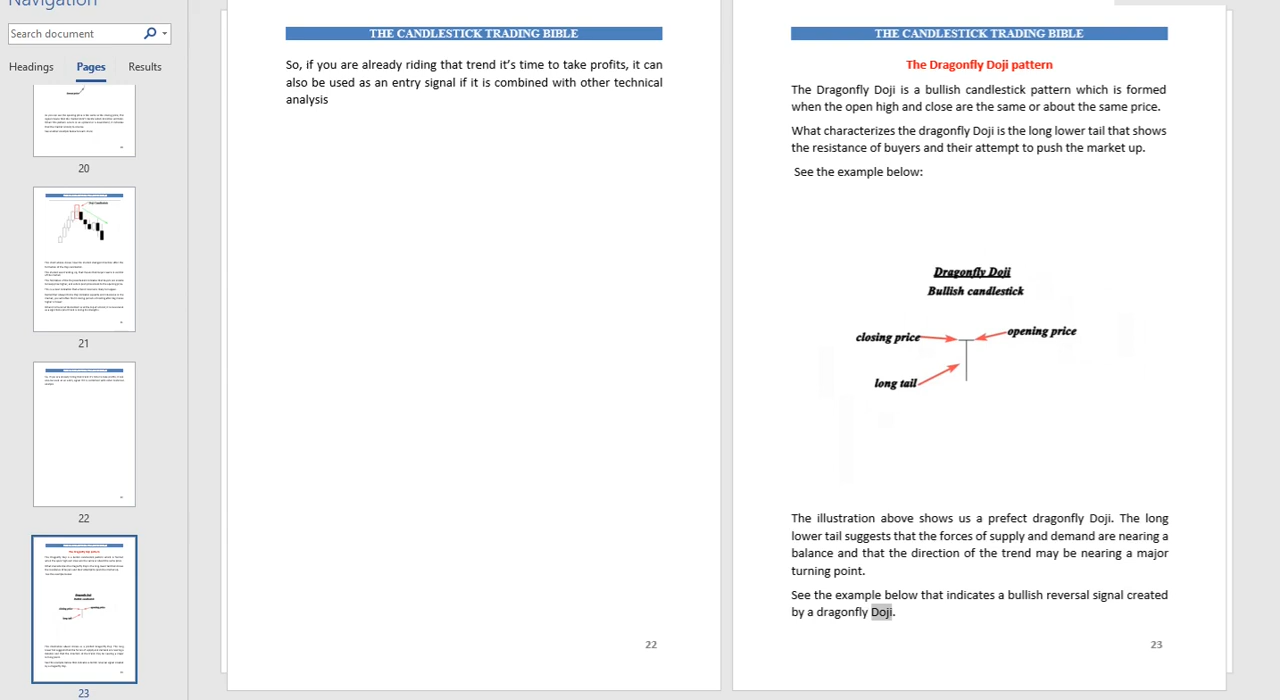 Navigation
Search document
Headings
Pages
Results
20
21
22
23
THE CANDLESTICK TRADING BIBLE
So, if you are already riding that trend it's time to take profits, it can
also be used as an entry signal if it is combined with other technical
analysis
22
THE CANDLESTICK TRADING BIBLE
The Dragonfly Doji pattern
The Dragonfly Doji is a bullish candlestick pattern which is formed
when the open high and close are the same or about the same price.
What characterizes the dragonfly Doji is the long lower tail that shows
the resistance of buyers and their attempt to push the market up.
See the example below:
Dragonfly Doji
Bullish candlestick
closing price
opening price
long tail
The illustration above shows us a prefect dragonfly Doji. The long
lower tail suggests that the forces of supply and demand are nearing a
balance and that the direction of the trend may be nearing a major
turning point.
See the example below that indicates a bullish reversal signal created
by a dragonfly Doji.
23